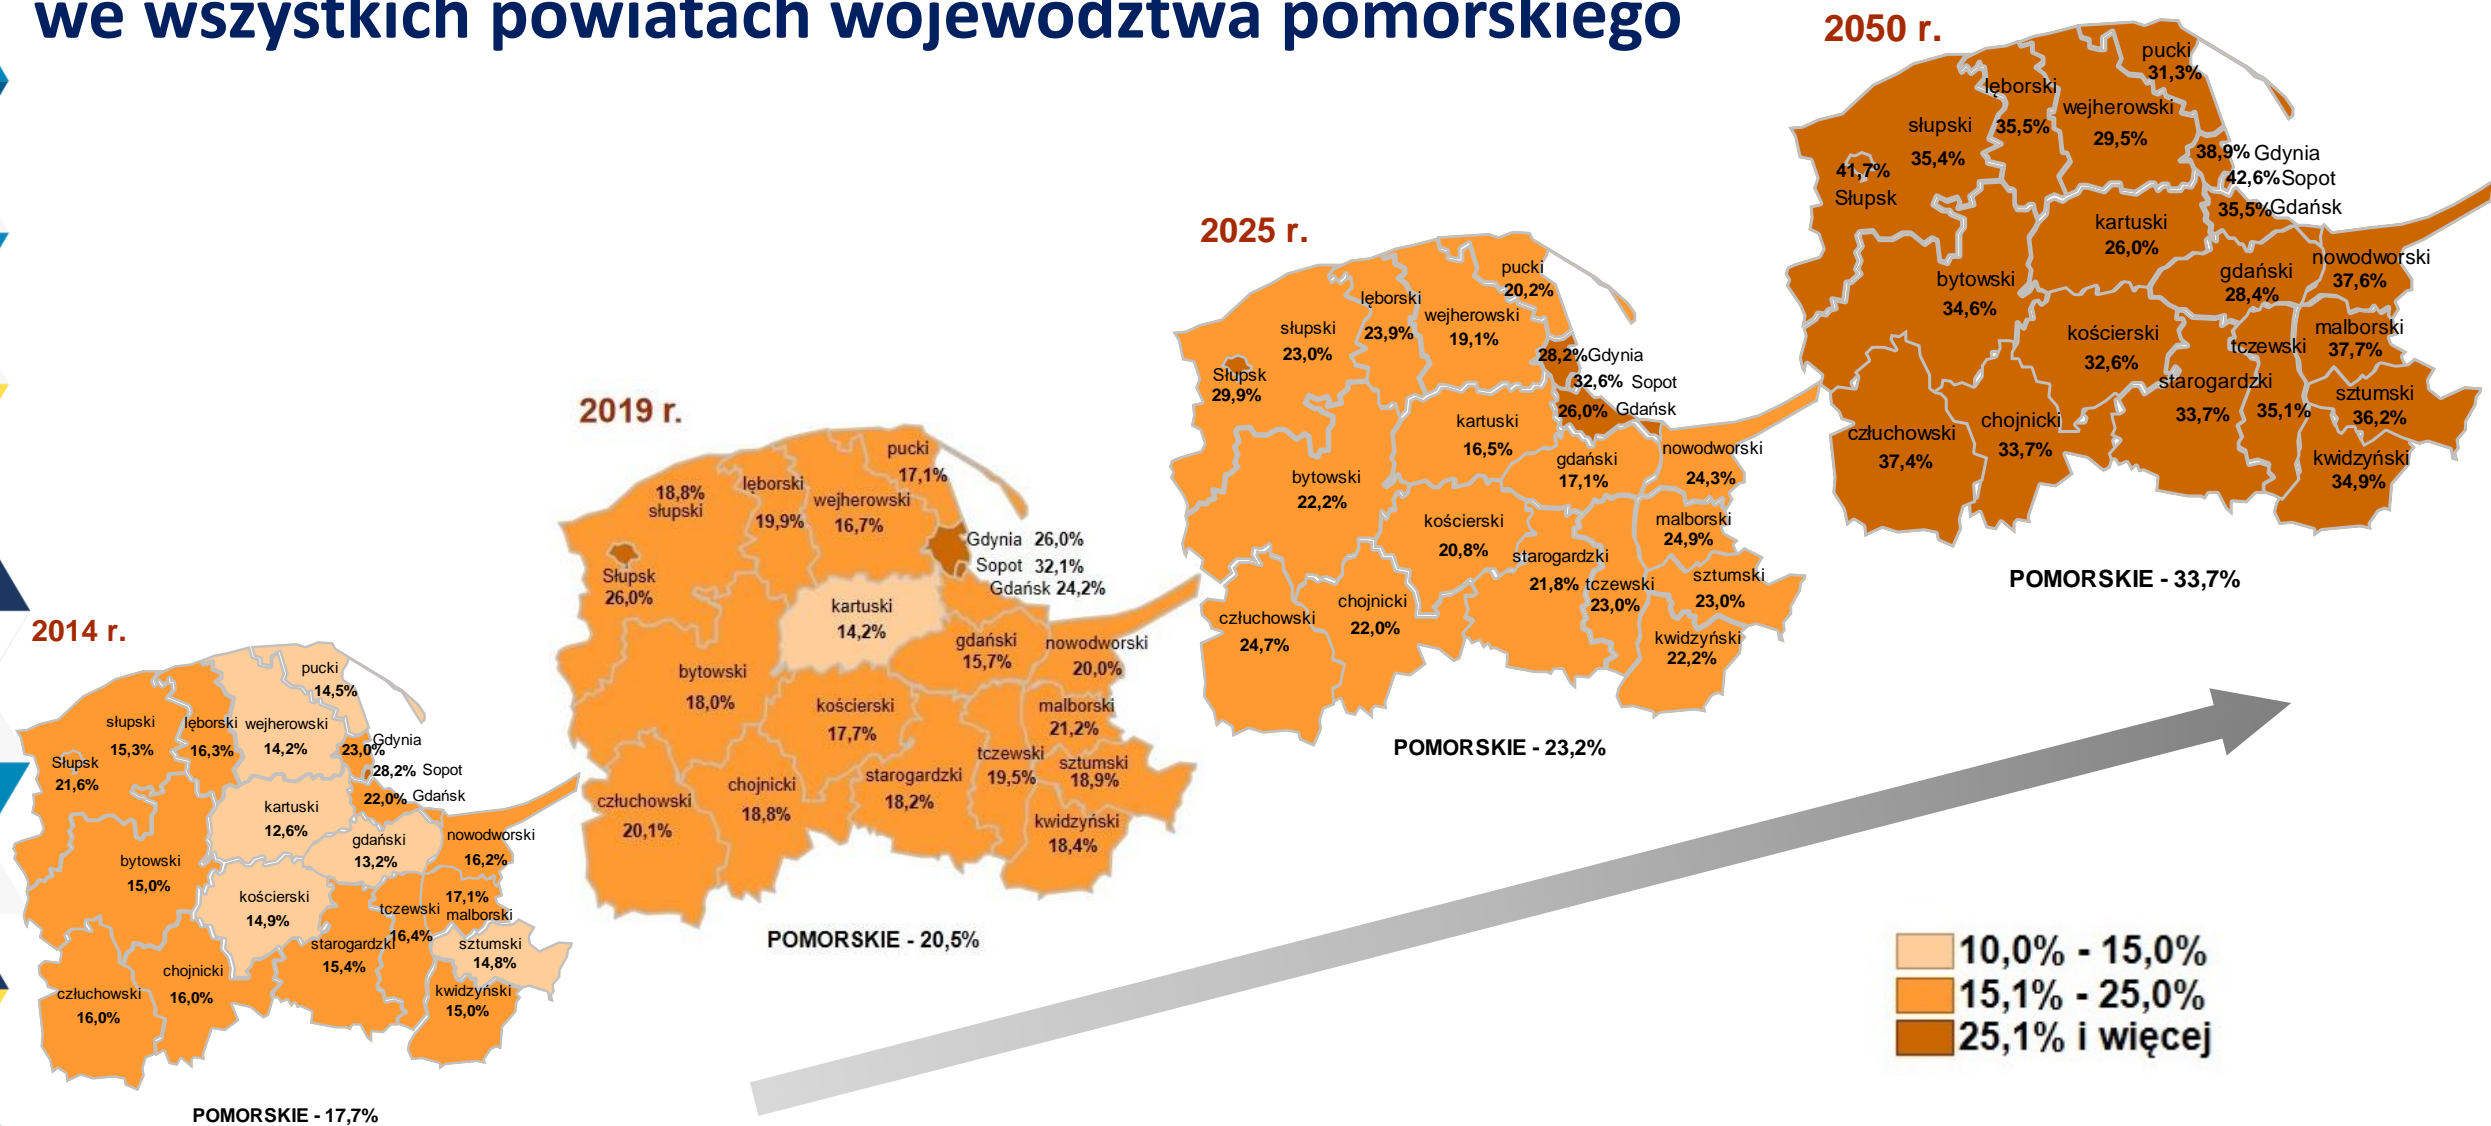 we wszystkich powiatach województwa pomorskiego
2014 r.
pucki
14,5%
słupski
15,3%
lęborski
16,3%
wejherowski
14,2%
Gdynia
23,0%
28,2% Sopot
22,0% Gdańsk
Słupsk
21,6%
kartuski
12,6%
gdański
13,2%
nowodworski
16,2%
bytowski
15,0%
kościerski
14,9%
17,1%
malborski
tczewski
16,4%
starogardzki
15,4%
sztumski
14,8%
chojnicki
16,0%
człuchowski
16,0%
kwidzyński
15,0%
POMORSKIE - 17,7%
2019 r.
pucki
17,1%
18,8%
słupski
lęborski
19,9%
wejherowski
16,7%
Gdynia 26,0%
Sopot 32,1%
Gdańsk 24,2%
Słupsk
26,0%
kartuski
14,2%
gdański
15,7%
nowodworski
20,0%
bytowski
18,0%
kościerski
17,7%
malborski
21,2%
tczewski
19,5%
sztumski
18,9%
starogardzki
18,2%
chojnicki
18,8%
człuchowski
20,1%
kwidzyński
18,4%
POMORSKIE - 20,5%
2025 r.
pucki
20,2%
lęborski
23,9%
wejherowski
19,1%
słupski
23,0%
28,2% Gdynia
32,6% Sopot
26,0% Gdańsk
Słupsk
29,9%
kartuski
16,5%
gdański
17,1%
nowodworski
24,3%
bytowski
22,2%
kościerski
20,8%
malborski
24,9%
starogardzki
21,8%
tczewski
23,0%
sztumski
23,0%
chojnicki
22,0%
człuchowski
24,7%
kwidzyński
22,2%
POMORSKIE - 23,2%
2050 r.
pucki
31,3%
lęborski
35,5%
wejherowski
29,5%
słupski
35,4%
38,9% Gdynia
42,6% Sopot
35,5% Gdańsk
41,7%
Słupsk
kartuski
26,0%
gdański
28,4%
nowodworski
37,6%
bytowski
34,6%
kościerski
32,6%
malborski
37,7%
tczewski
35,1%
starogardzki
33,7%
sztumski
36,2%
chojnicki
33,7%
człuchowski
37,4%
kwidzyński
34,9%
POMORSKIE - 33,7%
10,0% - 15,0%
15,1% - 25,0%
25,1% i więcej